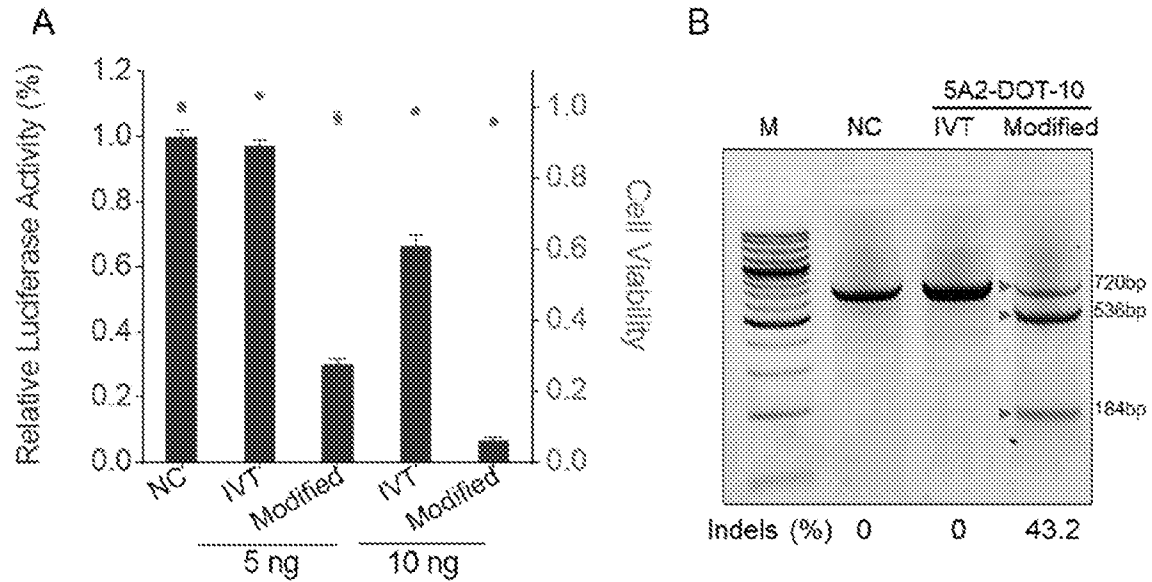 A
Relative Luciferase Activity (%)
1.2
1.0
0.8
0.6
0.4
0.2
0.0
1.0
0.8
0.6
0.4
0.2
0.0
Cell Viability
NC
IVT
Modified
IVT
Modified
5 ng
10 ng
B
5A2-DOT-10
M NC IVT Modified
720bp
536bp
184bp
Indels (%) 0 0 43.2